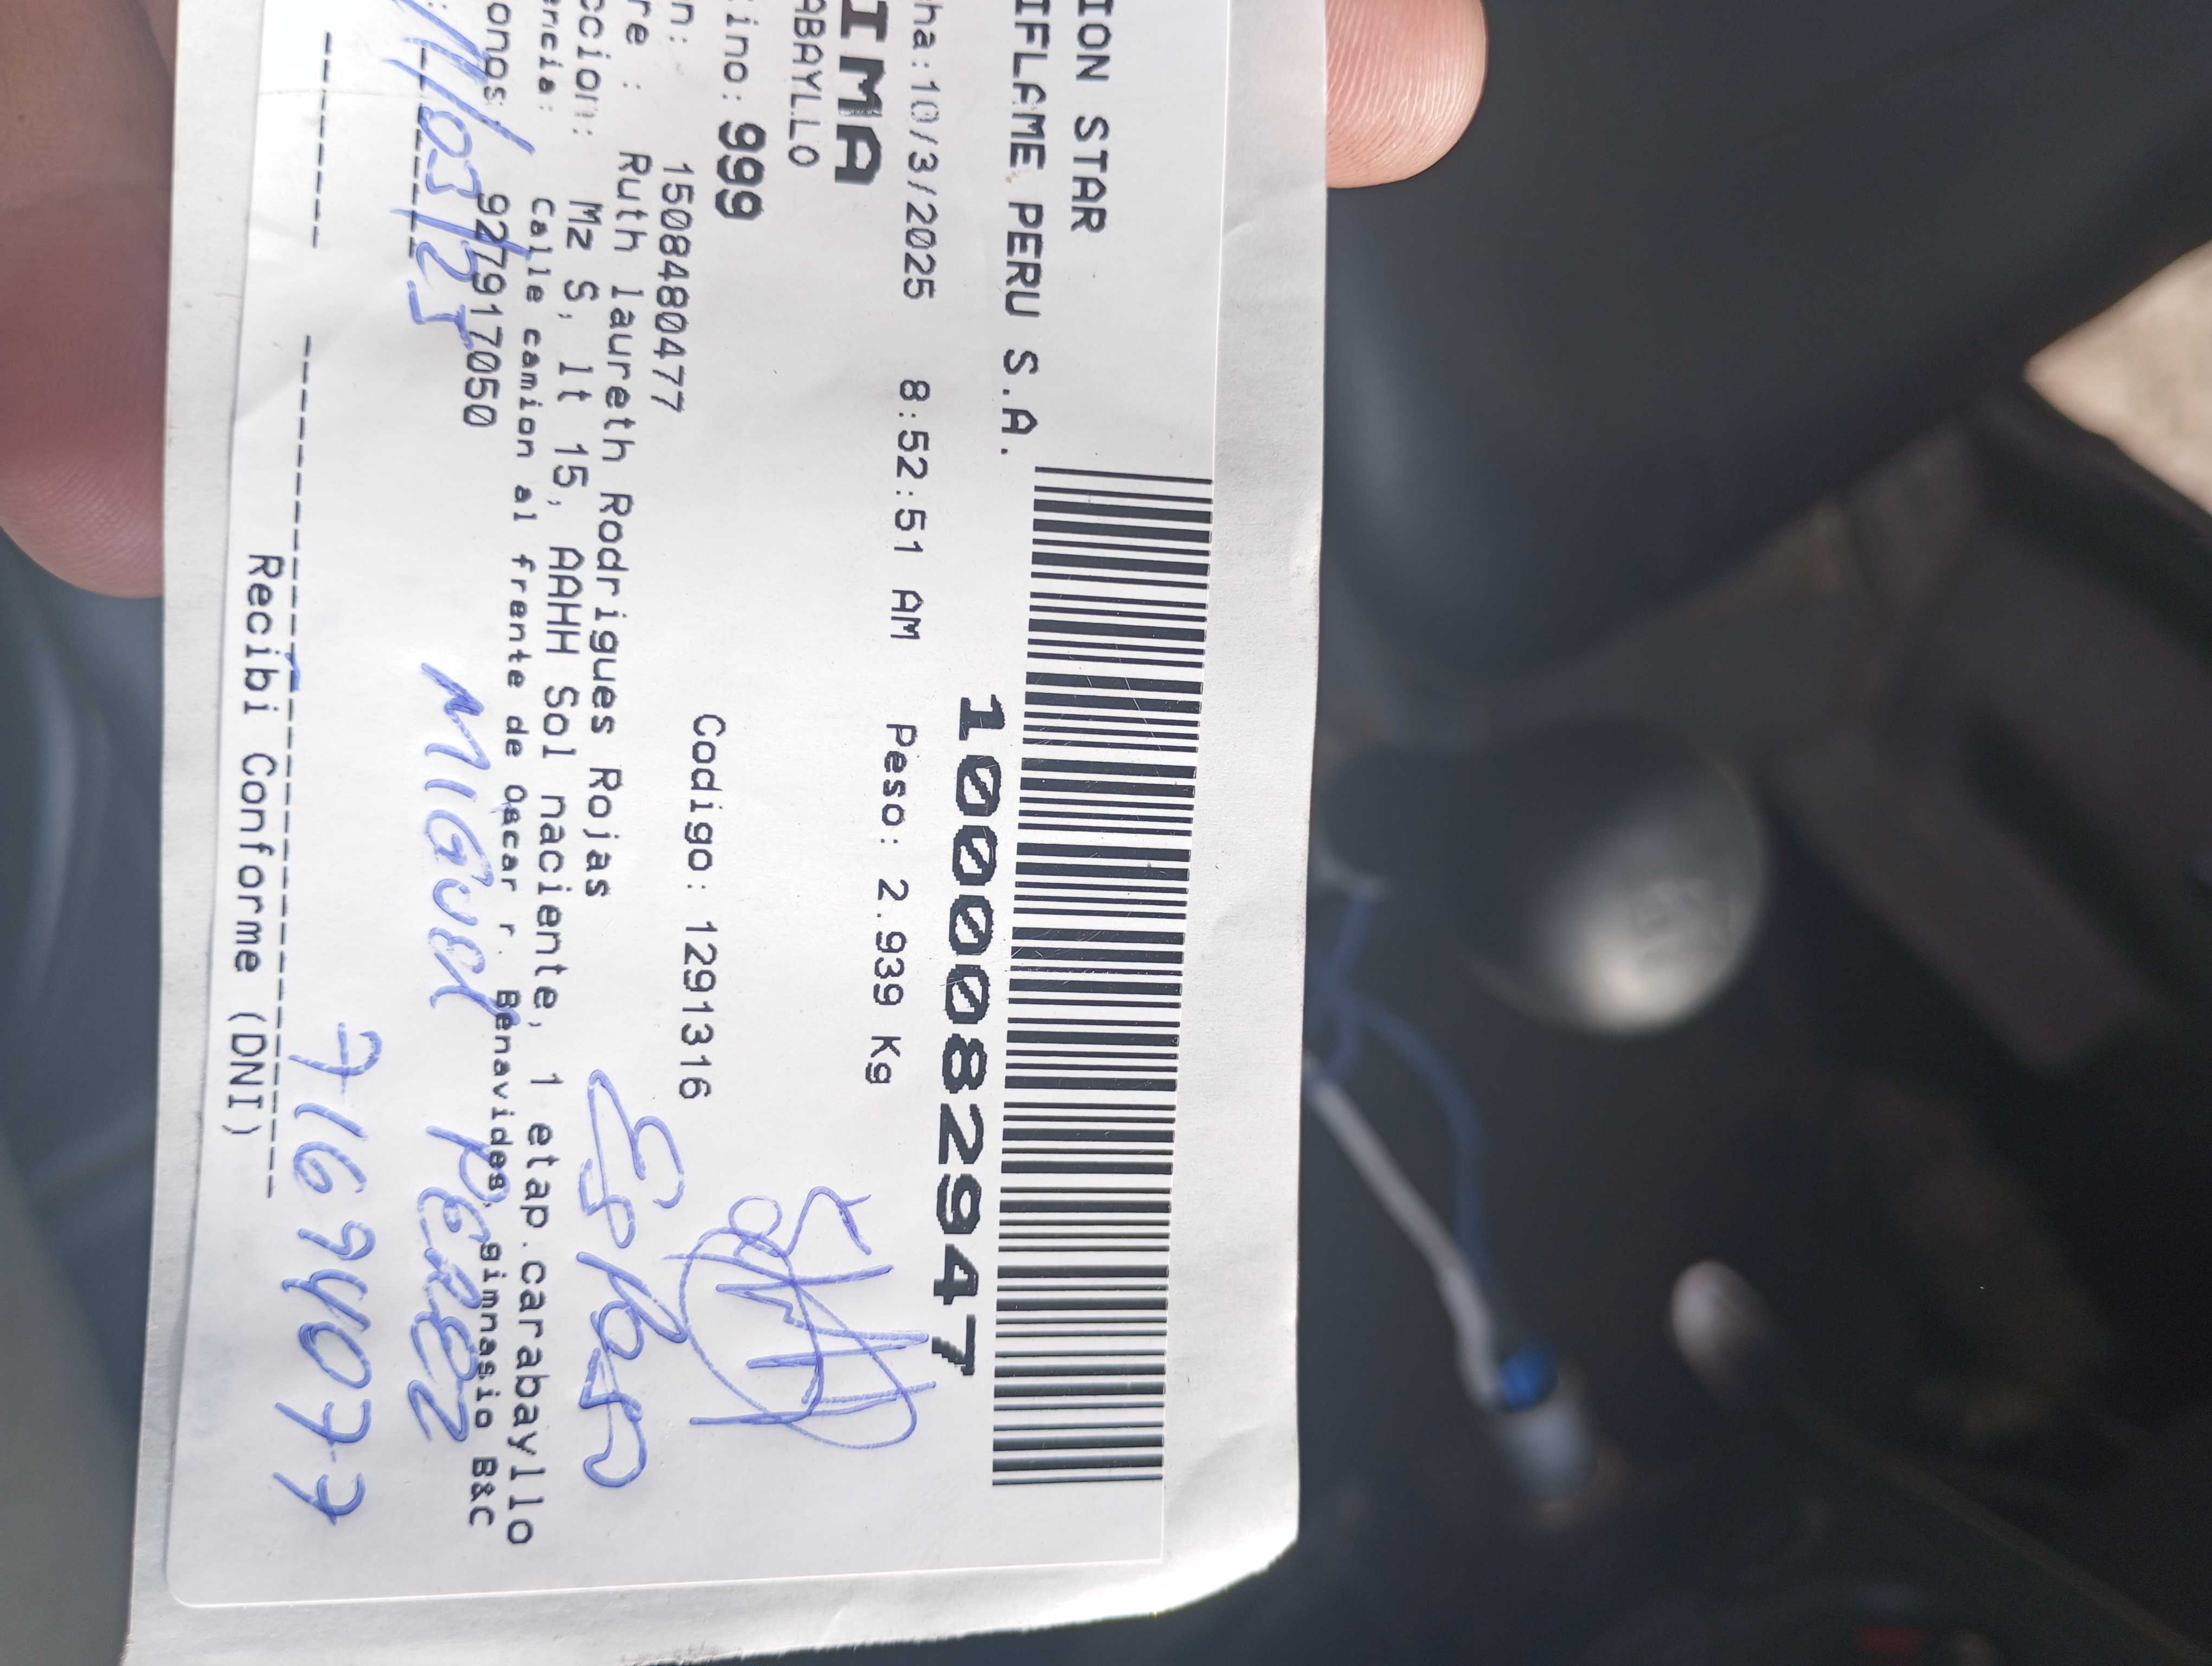 ION STAR
IFLAME PERU S.A.
1000082947
ha:10/3/2025 8:52:51 AM Peso: 2.939 Kg
IMA
ABAYLLO
ino: 999 Codigo: 1291316
n: 15084480477
re : Ruth laureth Rodrigues Rojas
ccion: Mz S, lt 15, AAHH Sol naciente, 1 etap.carabayllo
encia: Calle camion al frente de oscar r. Benavides, gimnasio B&C
onos: 927917050
Esposo
11/03/25 MIGUEL PEREZ
71694077
Recibi Conforme (DNI)